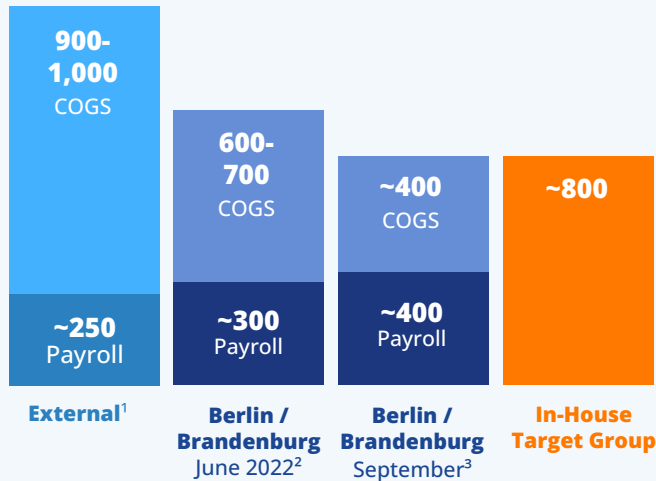 900-
1,000
COGS
~250
Payroll
External¹
600-
700
COGS
~300
Payroll
Berlin /
Brandenburg
June 2022²
~400
COGS
~400
Payroll
Berlin /
Brandenburg
September³
~800
In-House
Target Group